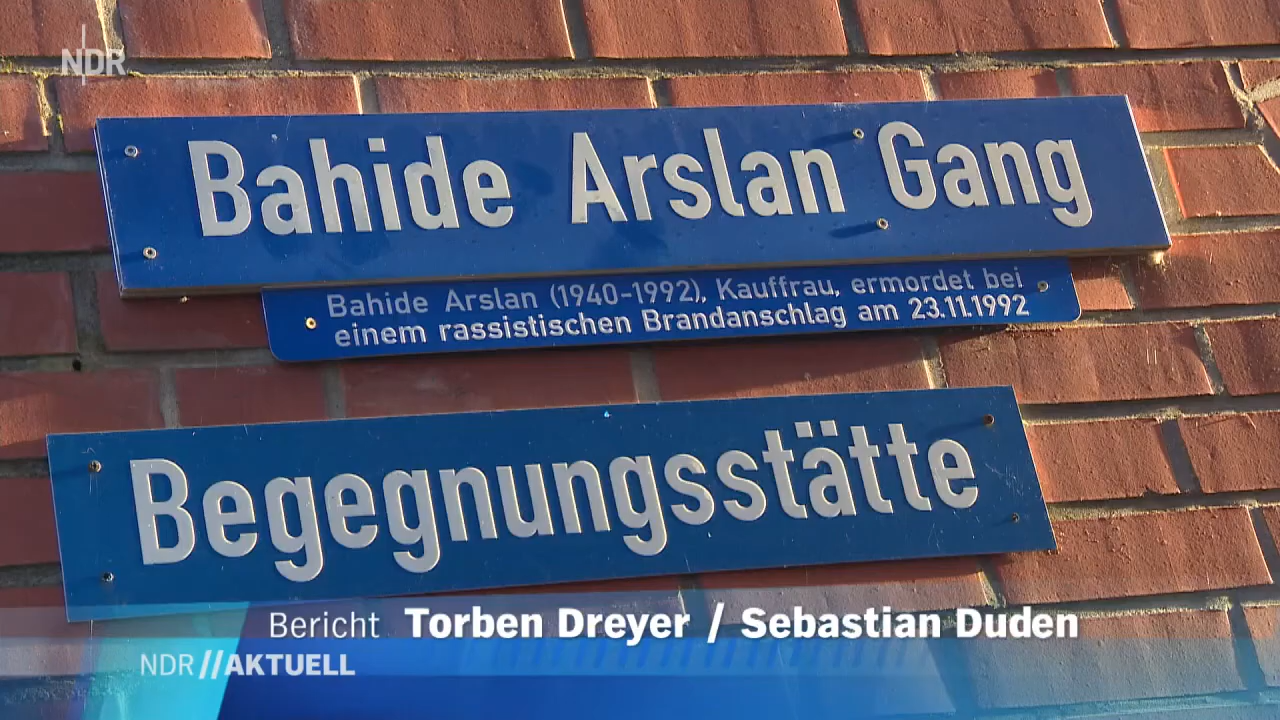 NDR
Bahide Arslan Gang
Bahide Arslan (1940-1992), Kauffrau, ermordet bei
einem rassistischen Brandanschlag am 23.11.1992
Begegnungsstätte
Bericht Torben Dreyer / Sebastian Duden
NDR//AKTUELL